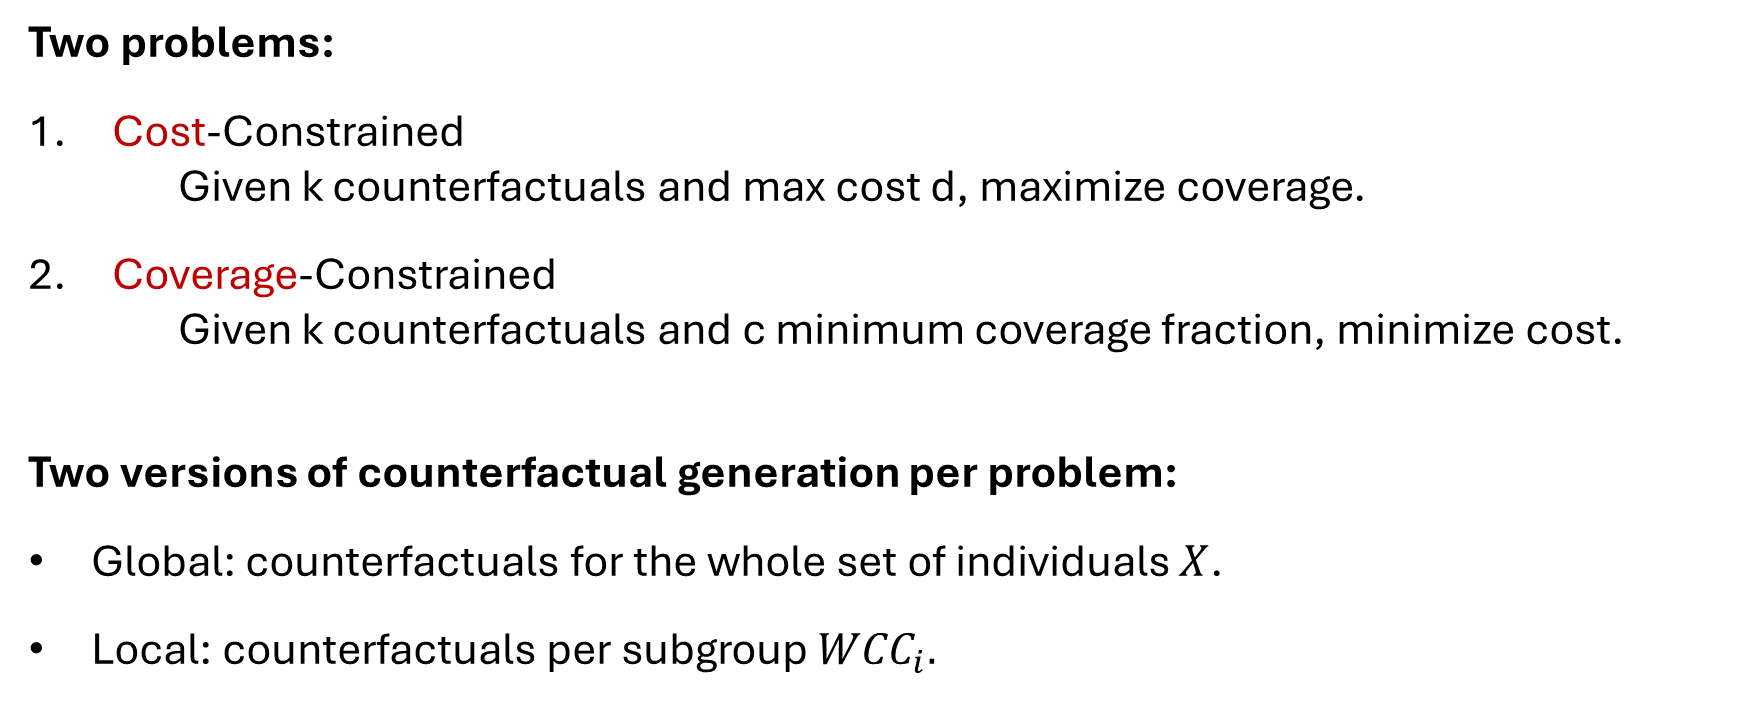 Two problems:
1. Cost-Constrained
Given k counterfactuals and max cost d, maximize coverage.
2. Coverage-Constrained
Given k counterfactuals and c minimum coverage fraction, minimize cost.
Two versions of counterfactual generation per problem:
• Global: counterfactuals for the whole set of individuals X.
• Local: counterfactuals per subgroup WCCᵢ.